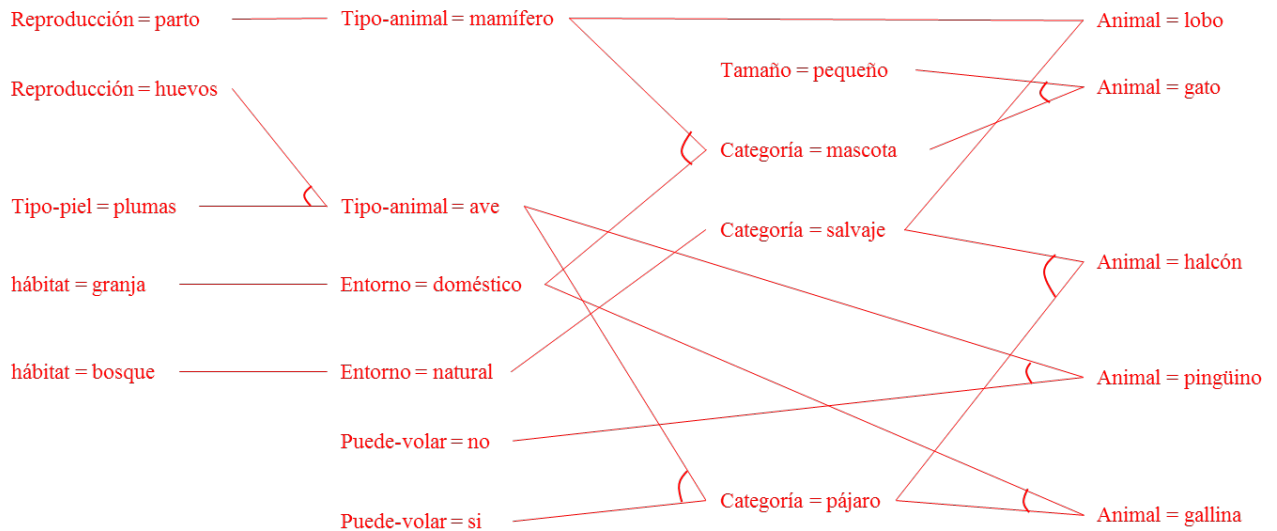 Reproducción = parto
Tipo-animal = mamífero
Animal = lobo
Tamaño = pequeño
Reproducción = huevos
Animal = gato
Categoría = mascota
Tipo-piel = plumas
Tipo-animal = ave
Categoría = salvaje
Animal = halcón
hábitat = granja
Entorno = doméstico
hábitat = bosque
Entorno = natural
Animal = pingüino
Puede-volar = no
Categoría = pájaro
Animal = gallina
Puede-volar = si